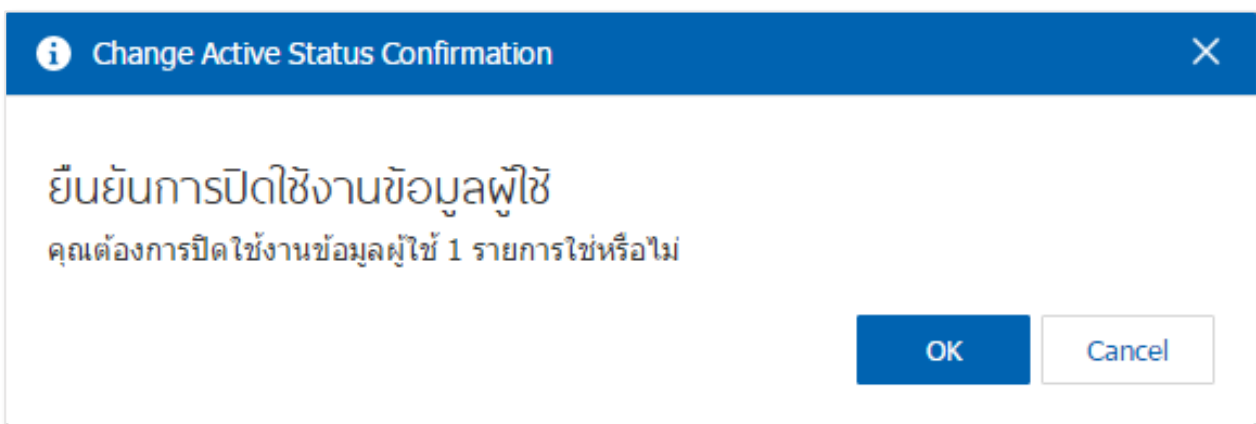 Change Active Status Confirmation
ยืนยันการปิดใช้งานข้อมูลผู้ใช้
คุณต้องการปิดใช้งานข้อมูลผู้ใช้ 1 รายการใช่หรือไม่
OK
Cancel